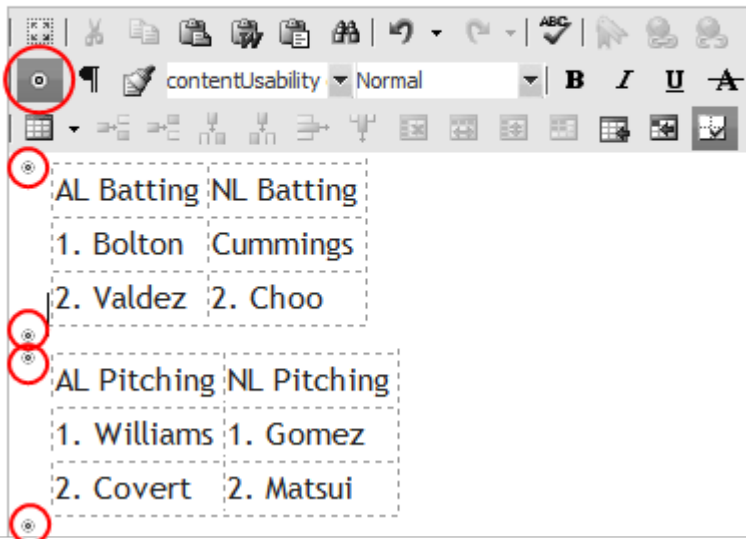 ABC
contentUsability Normal B I U A
AL Batting NL Batting
1. Bolton Cummings
2. Valdez 2. Choo
AL Pitching NL Pitching
1. Williams 1. Gomez
2. Covert 2. Matsui